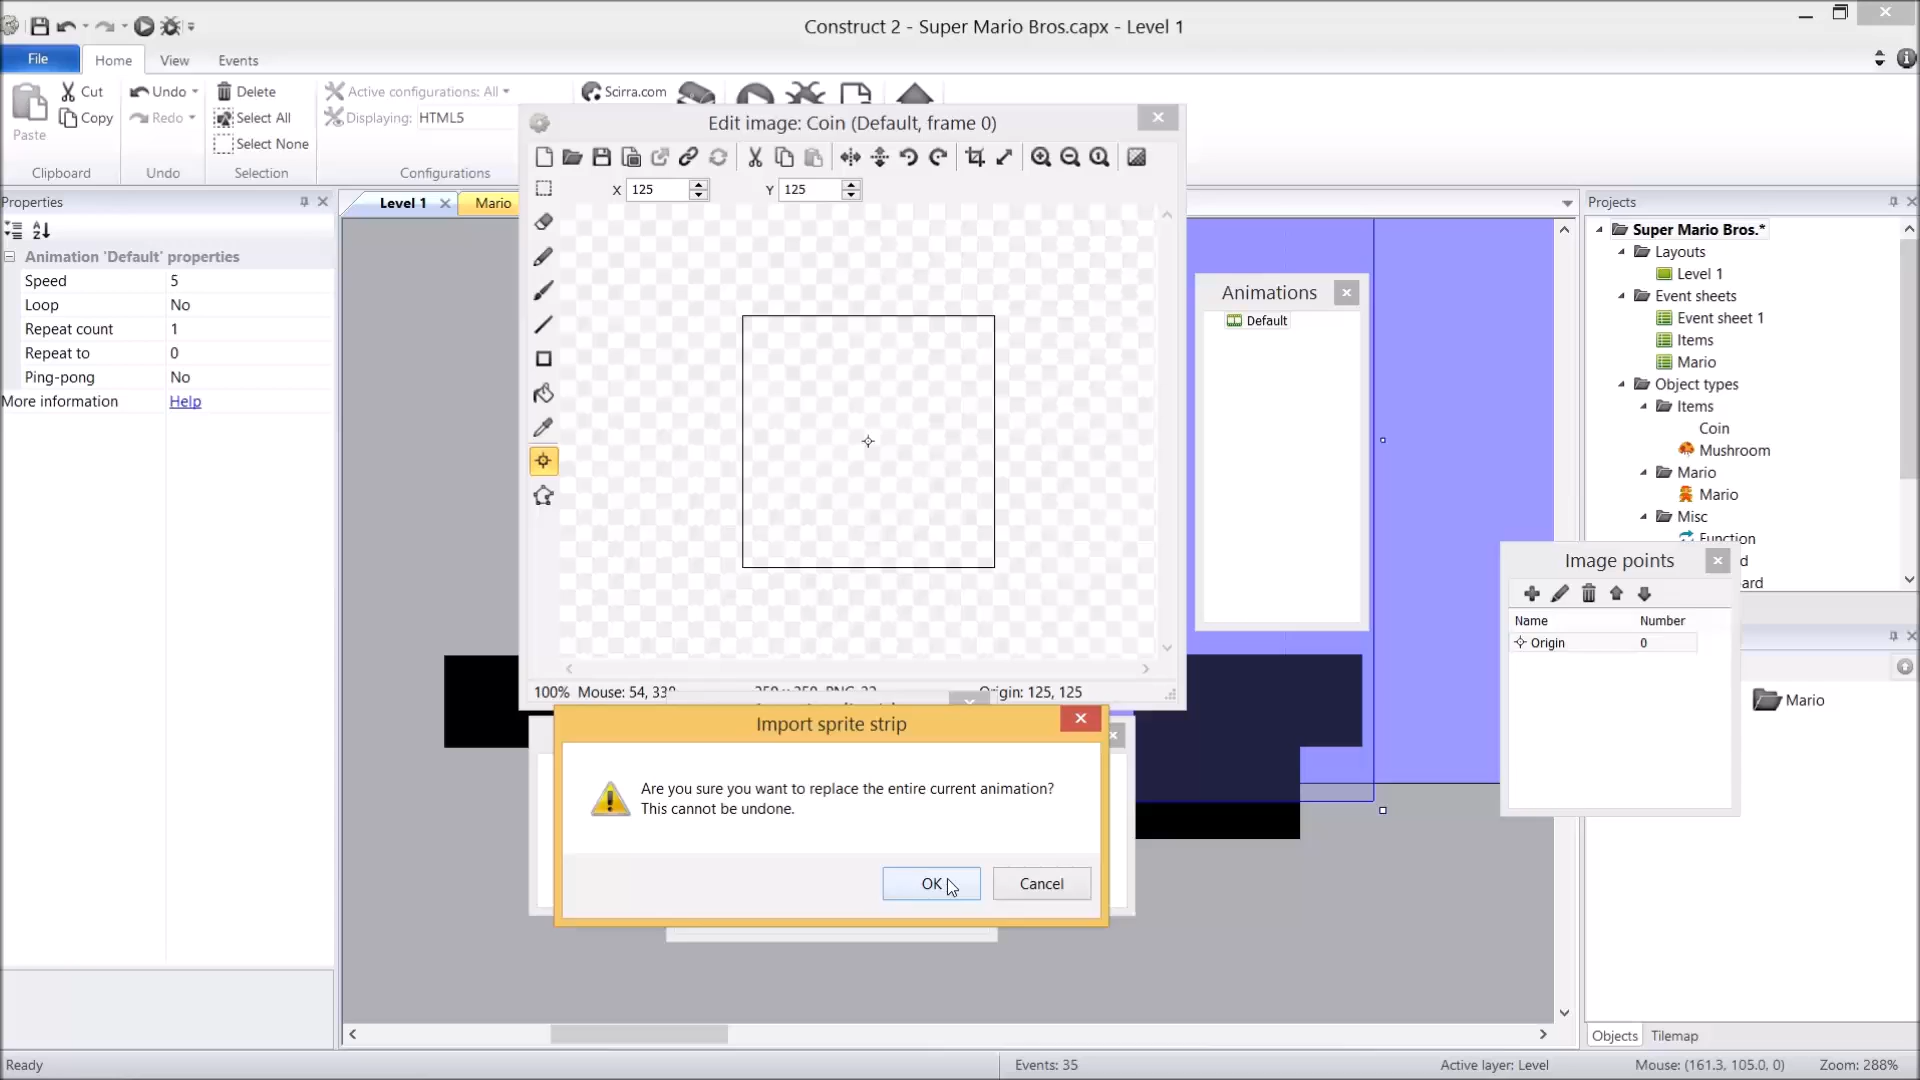 Construct 2 - Super Mario Bros.capx - Level 1
File
Home
View
Events
Paste
Cut
Copy
Clipboard
Undo
Redo
Undo
Delete
Select All
Select None
Selection
Active configurations: All
Displaying: HTML5
Configurations
Scirra.com
Properties
Animation 'Default' properties
Speed 5
Loop No
Repeat count 1
Repeat to 0
Ping-pong No
More information Help
Level 1
Mario
Edit image: Coin (Default, frame 0)
X 125
Y 125
100% Mouse: 54, 33
Origin: 125, 125
Animations
Default
Import sprite strip
Are you sure you want to replace the entire current animation?
This cannot be undone.
OK
Cancel
Image points
Name Number
Origin 0
Projects
Super Mario Bros.*
Layouts
Level 1
Event sheets
Event sheet 1
Items
Mario
Object types
Items
Coin
Mushroom
Mario
Mario
Misc
Function
d
ard
Mario
Objects
Tilemap
Ready
Events: 35
Active layer: Level
Mouse: (161.3, 105.0, 0)
Zoom: 288%